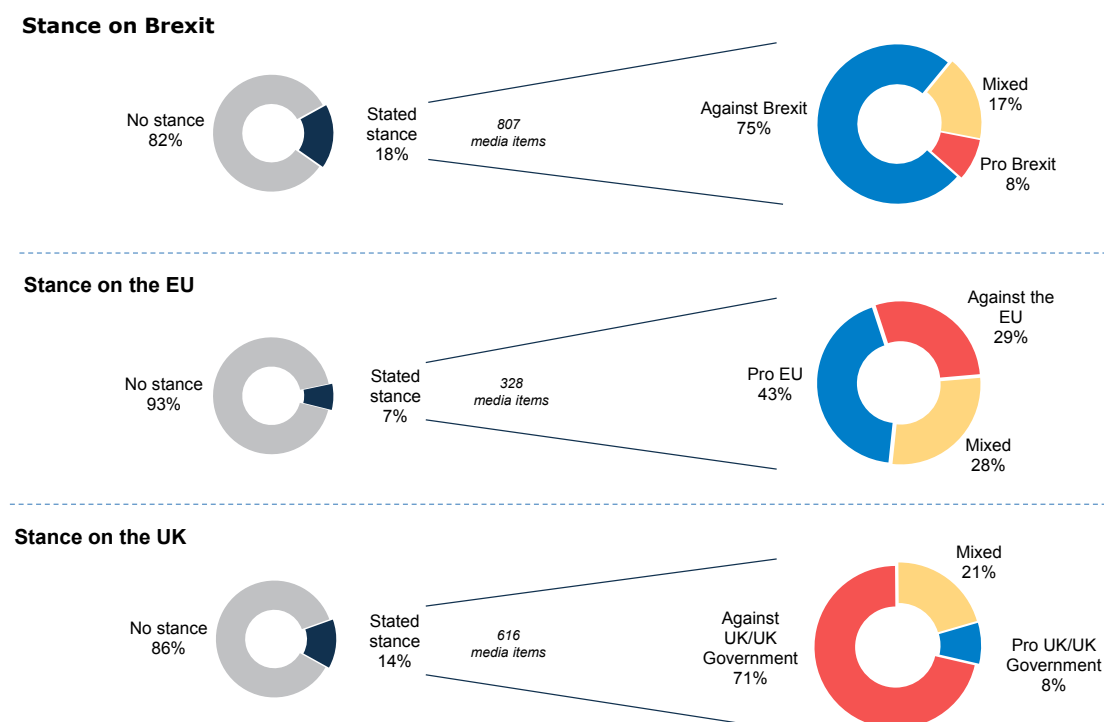 Stance on Brexit
No stance
82%
Stated
stance
18%
807
media items
Against Brexit
75%
Mixed
17%
Pro Brexit
8%
Stance on the EU
No stance
93%
Stated
stance
7%
328
media items
Pro EU
43%
Against the
EU
29%
Mixed
28%
Stance on the UK
No stance
86%
Stated
stance
14%
616
media items
Against
UK/UK
Government
71%
Mixed
21%
Pro UK/UK
Government
8%